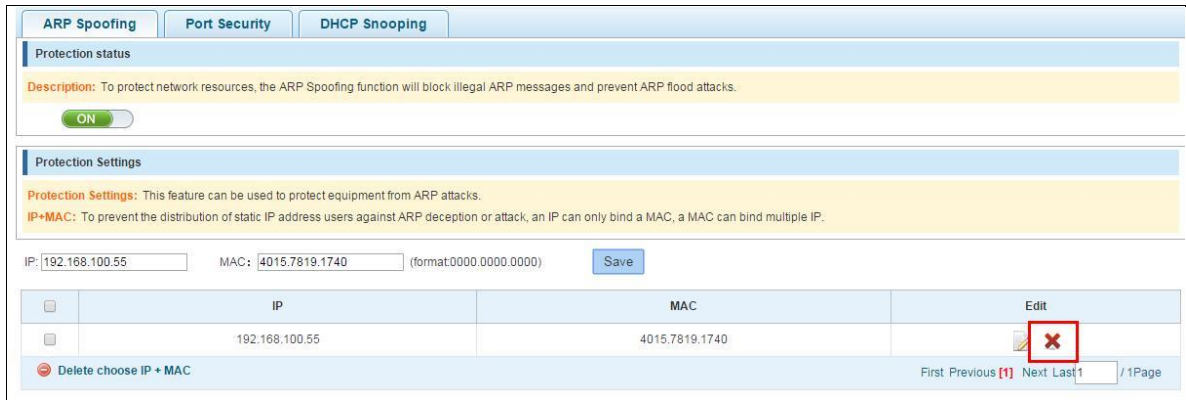 ARP Spoofing Port Security DHCP Snooping
Protection status
Description: To protect network resources, the ARP Spoofing function will block illegal ARP messages and prevent ARP flood attacks.
ON
Protection Settings
Protection Settings: This feature can be used to protect equipment from ARP attacks.
IP+MAC: To prevent the distribution of static IP address users against ARP deception or attack, an IP can only bind a MAC, a MAC can bind multiple IP.
IP: 192.168.100.55 MAC: 4015.7819.1740 (format:0000.0000.0000) Save
IP MAC Edit
192.168.100.55 4015.7819.1740
Delete choose IP + MAC First Previous [1] Next Last 1 / 1Page